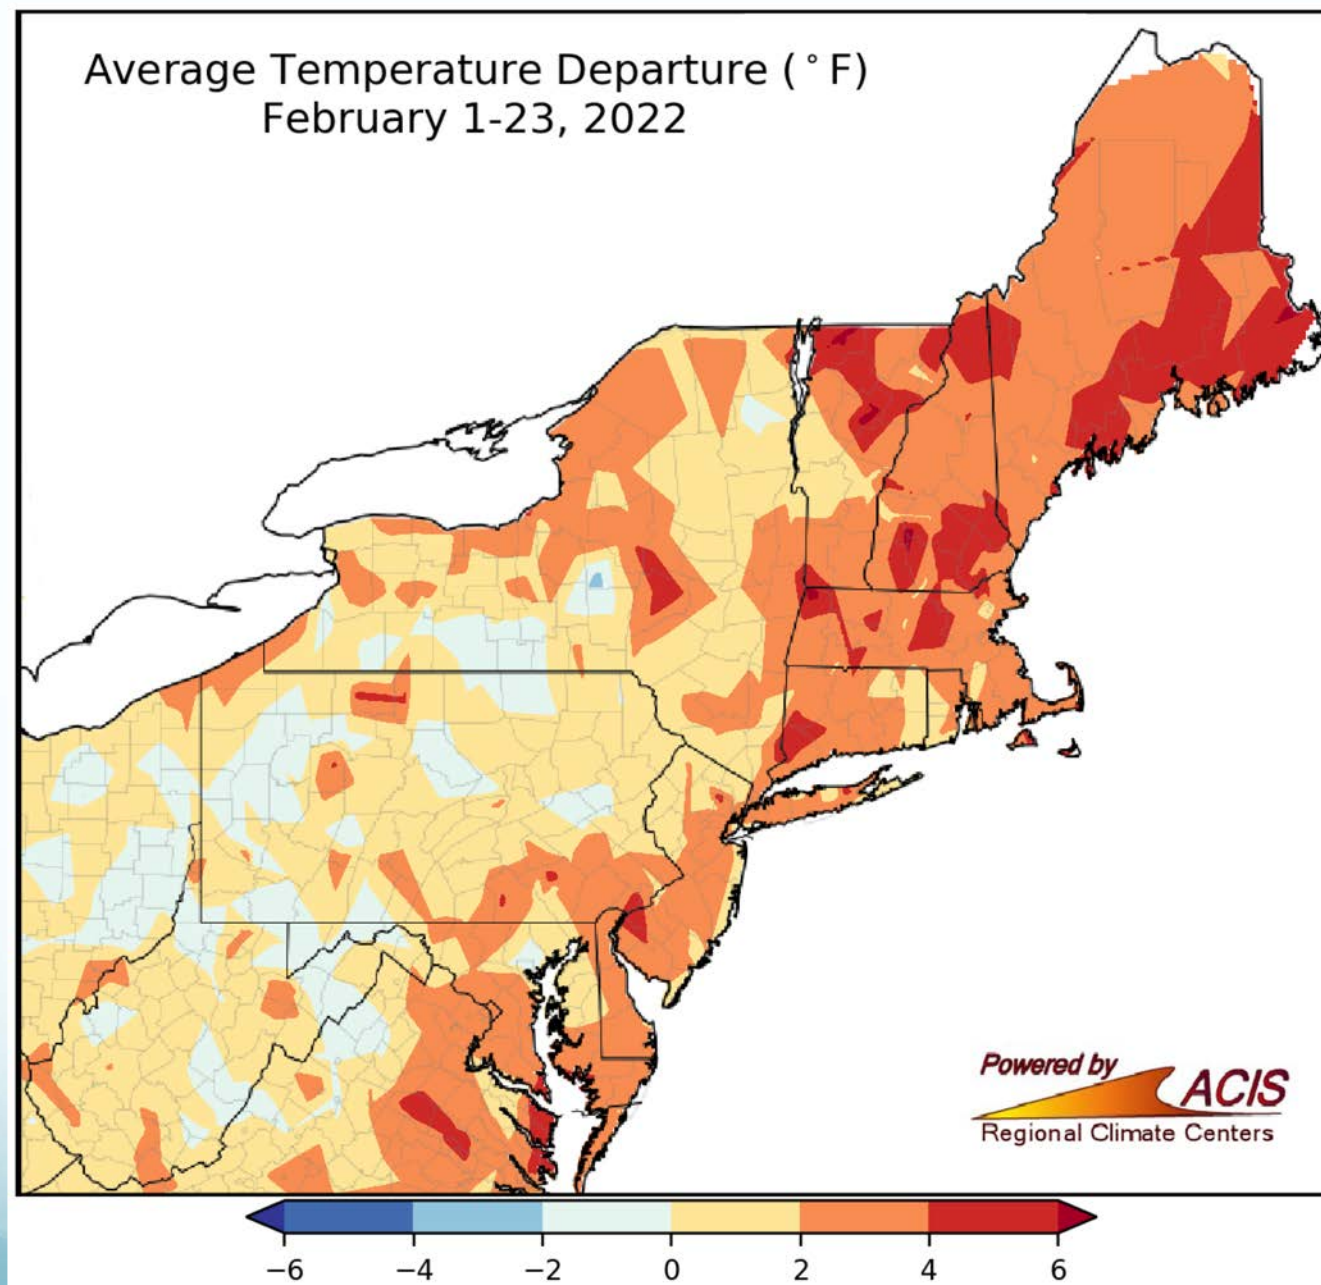 Average Temperature Departure (°F)
February 1-23, 2022
Powered by
ACIS
Regional Climate Centers
−6 −4 −2 0 2 4 6